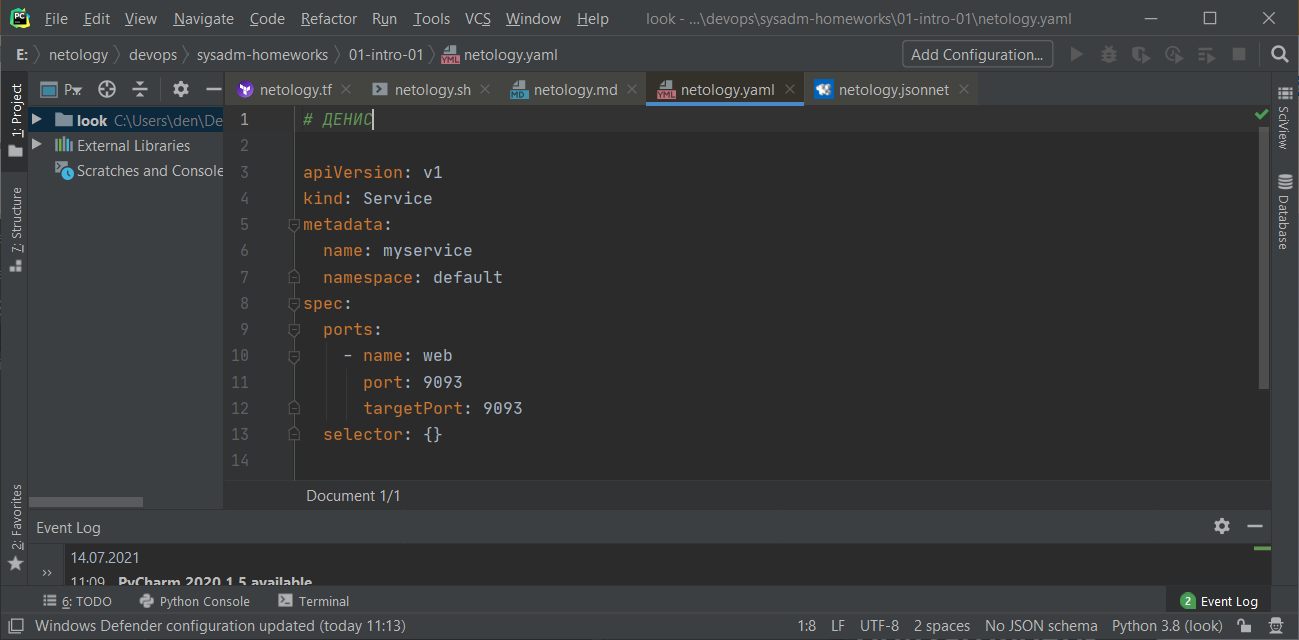 File Edit View Navigate Code Refactor Run Tools VCS Window Help look - ...\devops\sysadm-homeworks\01-intro-01\netology.yaml
E: netology devops sysadm-homeworks 01-intro-01 netology.yaml Add Configuration...
P netology.tf netology.sh netology.md netology.yaml netology.jsonnet
1: Project
7: Structure
2: Favorites
look C:\Users\den\De
External Libraries
Scratches and Console
1 # ДЕНИС
2
3 apiVersion: v1
4 kind: Service
5 metadata:
6 name: myservice
7 namespace: default
8 spec:
9 ports:
10 - name: web
11 port: 9093
12 targetPort: 9093
13 selector: {}
14
Document 1/1
SciView
Database
Event Log
14.07.2021
11:09 PyCharm 2020.1.5 available
6: TODO Python Console Terminal 2 Event Log
Windows Defender configuration updated (today 11:13) 1:8 LF UTF-8 2 spaces No JSON schema Python 3.8 (look)